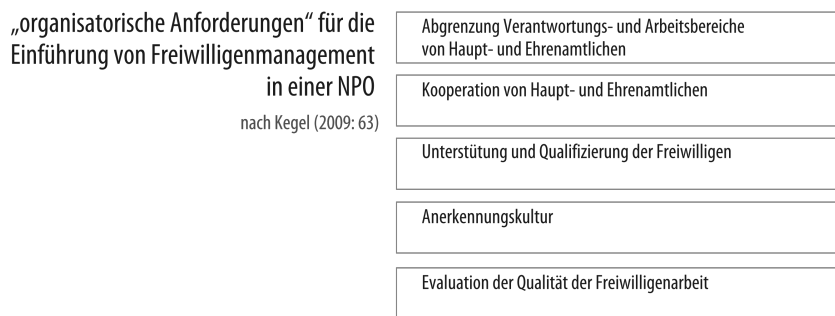 „organisatorische Anforderungen“ für die
Einführung von Freiwilligenmanagement
in einer NPO
nach Kegel (2009: 63)
Abgrenzung Verantwortungs- und Arbeitsbereiche
von Haupt- und Ehrenamtlichen
Kooperation von Haupt- und Ehrenamtlichen
Unterstütung und Qualifizierung der Freiwilligen
Anerkennungskultur
Evaluation der Qualität der Freiwilligenarbeit